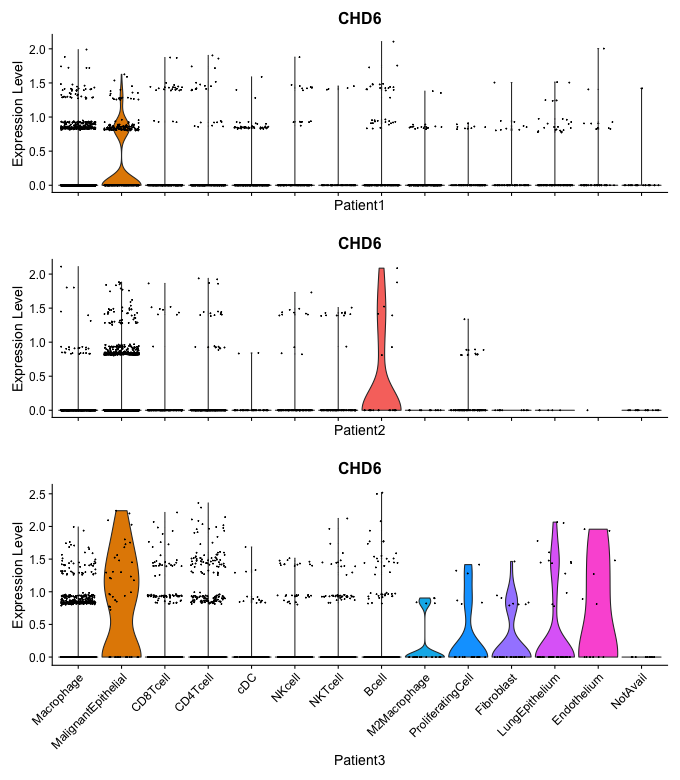 CHD6
Expression Level
2.0
1.5
1.0
0.5
0.0
Patient1
CHD6
Expression Level
2.0
1.5
1.0
0.5
0.0
Patient2
CHD6
Expression Level
2.5
2.0
1.5
1.0
0.5
0.0
Macrophage
MalignantEpithelial
CD8Tcell
CD4Tcell
cDC
NKcell
NKTcell
Bcell
M2Macrophage
ProliferatingCell
Fibroblast
LungEpithelium
Endothelium
NotAvail
Patient3